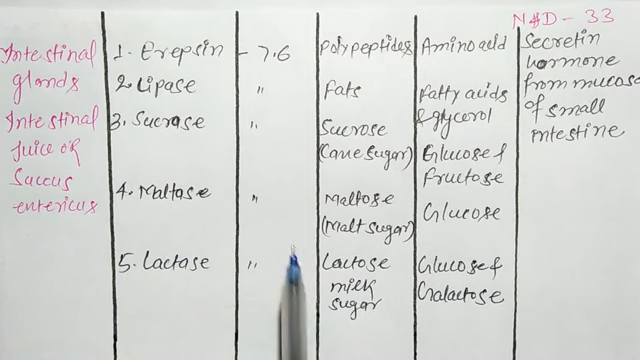 N&D - 33
Intestinal
glands
Intestinal
Juice or
Succus
entericus
1. Erepsin - 7.6 Polypeptides Amino acid
2. Lipase " Fats Fatty acids
& glycerol
3. Sucrase " Sucrose
(Cane sugar) Glucose &
fructose
4. Maltase " Maltose
(Malt sugar) Glucose
5. Lactase " Lactose Glucose &
milk Galactose
sugar
Secretin
hormone
from mucosa
of small
intestine